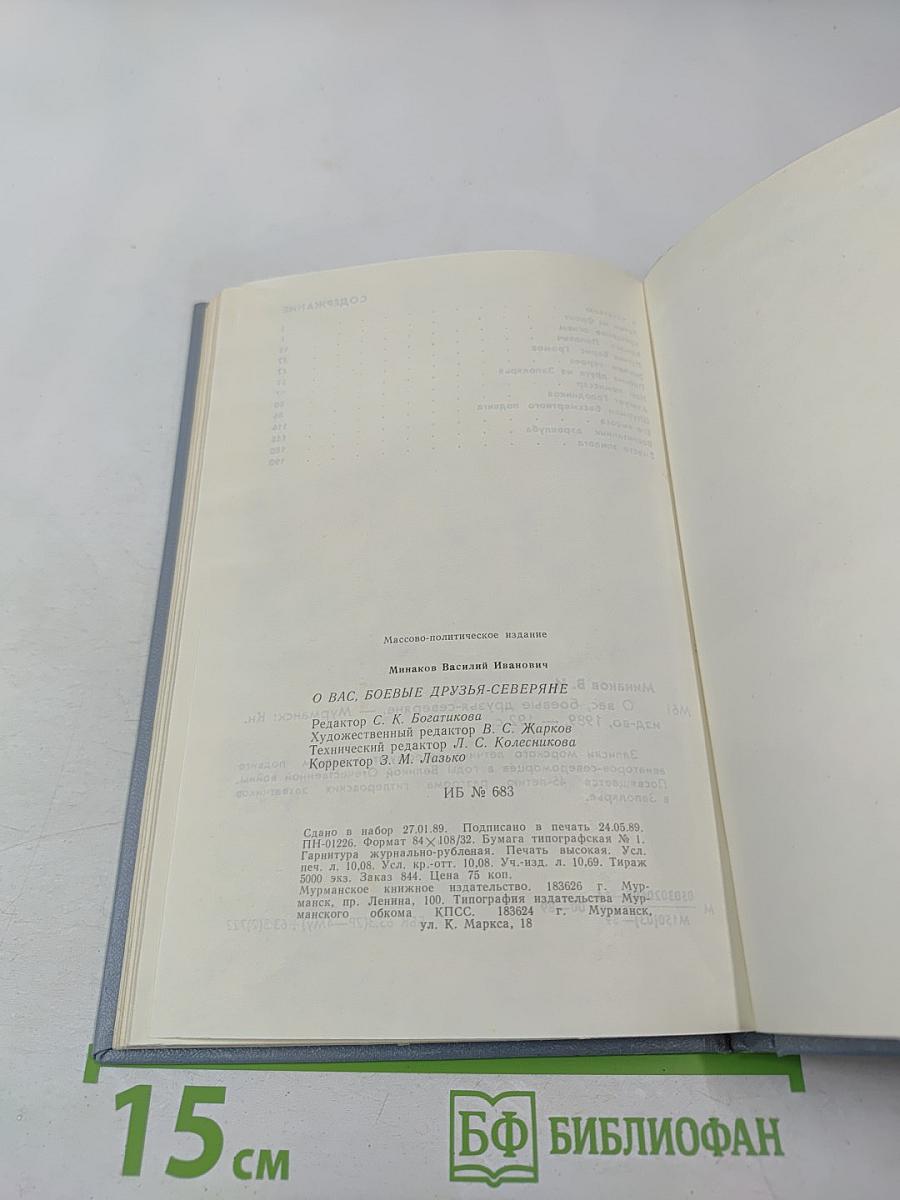 СОДЕРЖАНИЕ
Массово-политическое издание
Минаков Василий Иванович
О ВАС, БОЕВЫЕ ДРУЗЬЯ-СЕВЕРЯНЕ
Редактор С. К. Богатикова
Художественный редактор В. С. Жарков
Технический редактор Л. С. Колесникова
Корректор З. М. Лазько
ИБ № 683
Сдано в набор 27.01.89. Подписано в печать 24.05.89.
ПН-01226. Формат 84×108/32. Бумага типографская № 1.
Гарнитура журнально-рубленая. Печать высокая. Усл.
печ. л. 10,08. Усл. кр.-отт. 10,08. Уч.-изд. л. 10,69. Тираж
5000 экз. Заказ 844. Цена 75 коп.
Мурманское книжное издательство. 183626 г. Мур-
манск, пр. Ленина, 100. Типография издательства Мур-
манского обкома КПСС. 183624 г. Мурманск,
ул. К. Маркса, 18
15 см
БФ БИБЛИОФАН